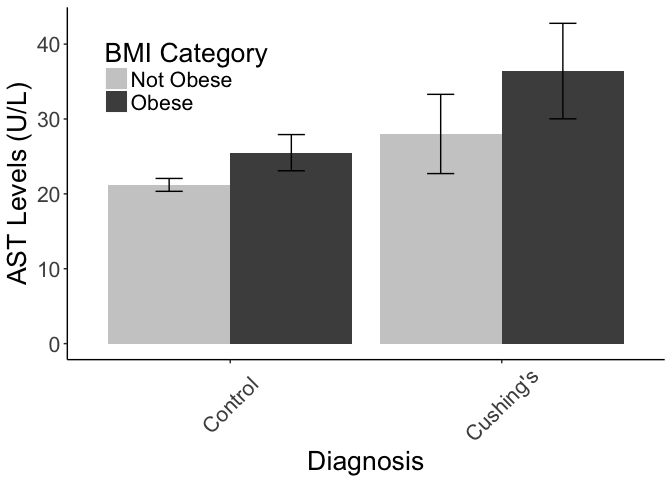 AST Levels (U/L)
40
30
20
10
0
BMI Category
Not Obese
Obese
Control
Cushing's
Diagnosis